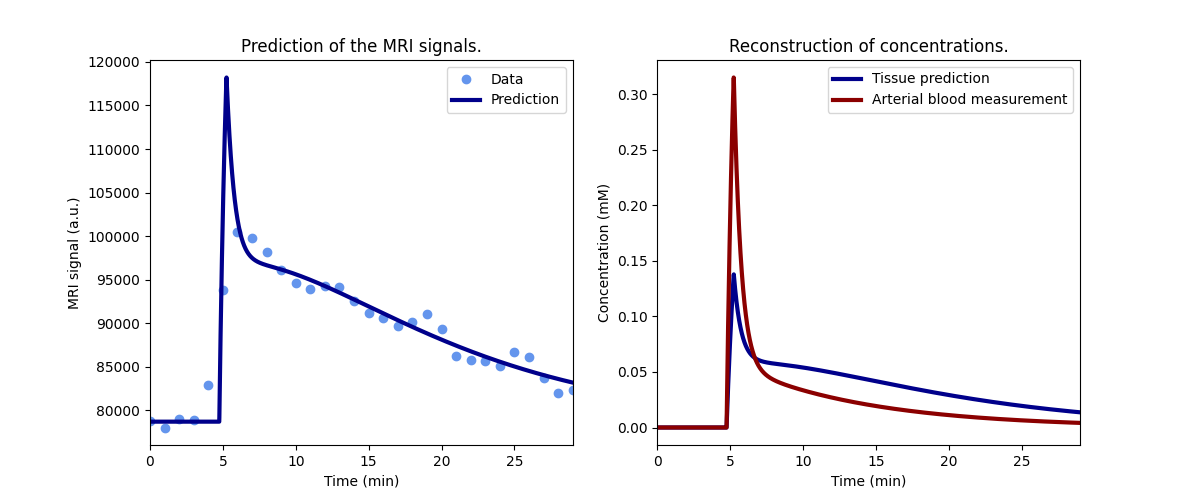 Prediction of the MRI signals.
120000
115000
110000
105000
100000
95000
90000
85000
80000
MRI signal (a.u.)
Data
Prediction
0
5
10
15
20
25
Time (min)
Reconstruction of concentrations.
0.30
0.25
0.20
0.15
0.10
0.05
0.00
Concentration (mM)
Tissue prediction
Arterial blood measurement
0
5
10
15
20
25
Time (min)